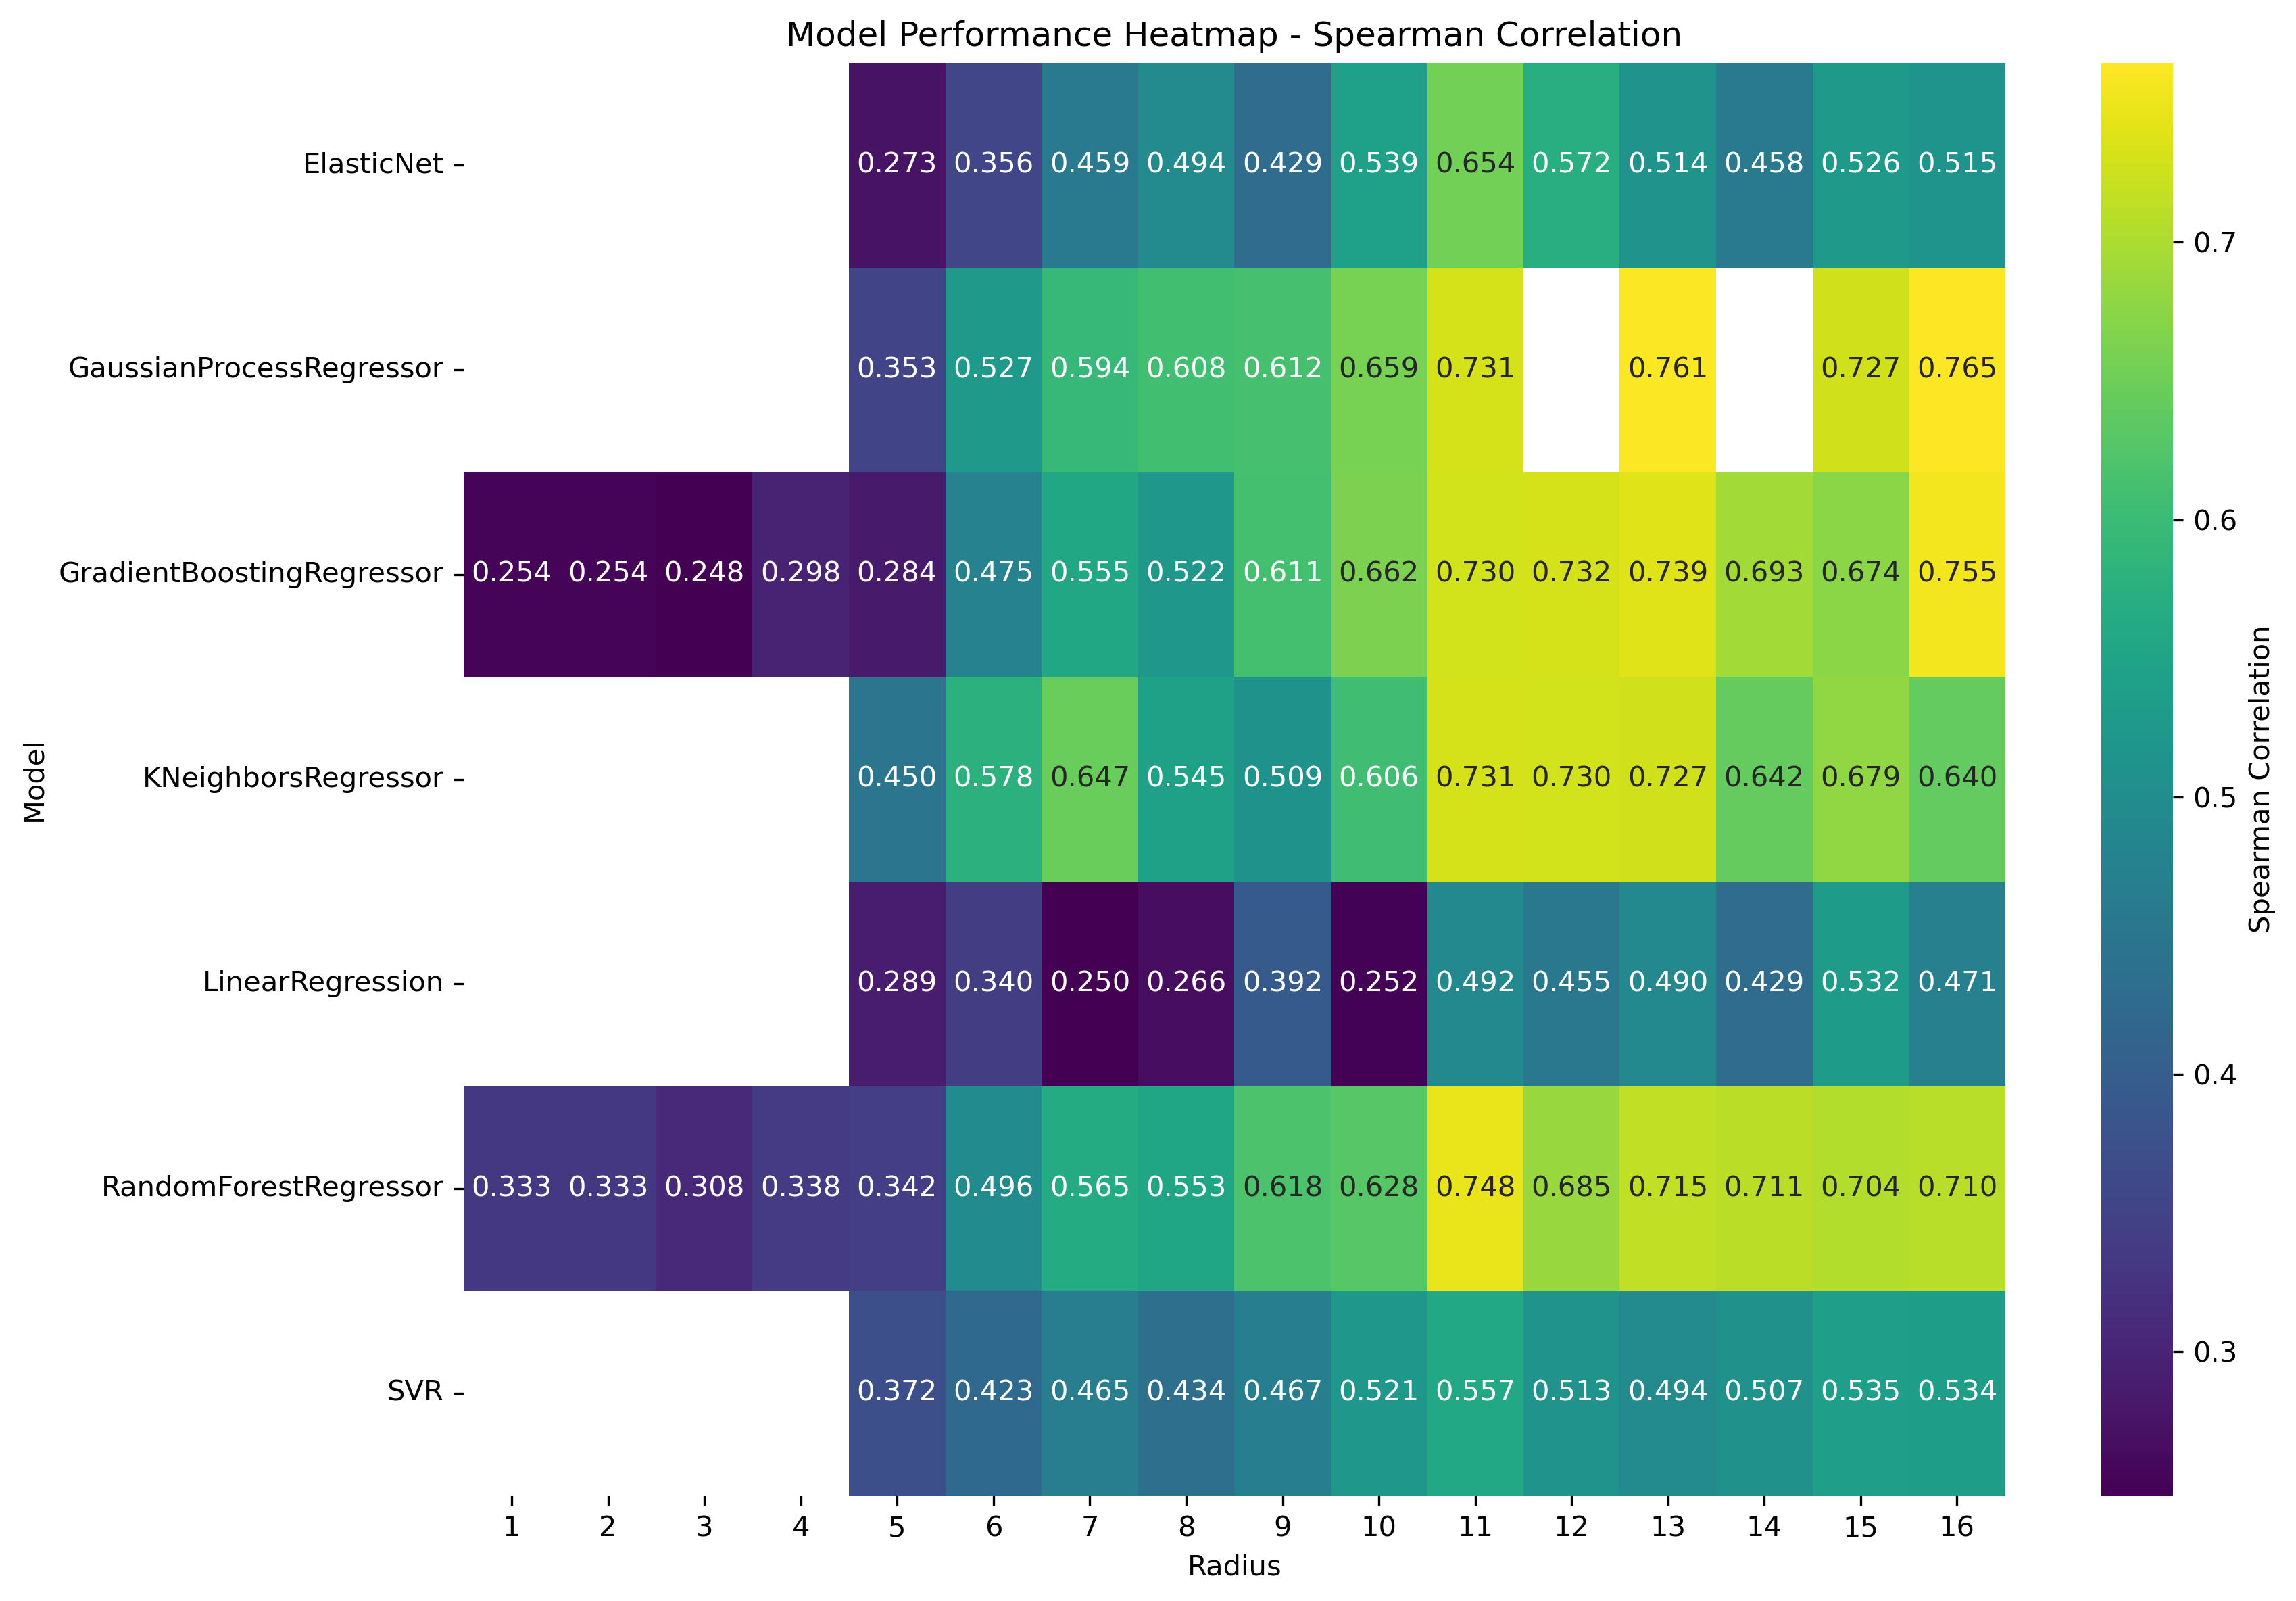 Model Performance Heatmap - Spearman Correlation
ElasticNet 0.273 0.356 0.459 0.494 0.429 0.539 0.654 0.572 0.514 0.458 0.526 0.515
GaussianProcessRegressor 0.353 0.527 0.594 0.608 0.612 0.659 0.731 0.761 0.727 0.765
GradientBoostingRegressor 0.254 0.254 0.248 0.298 0.284 0.475 0.555 0.522 0.611 0.662 0.730 0.732 0.739 0.693 0.674 0.755
KNeighborsRegressor 0.450 0.578 0.647 0.545 0.509 0.606 0.731 0.730 0.727 0.642 0.679 0.640
LinearRegression 0.289 0.340 0.250 0.266 0.392 0.252 0.492 0.455 0.490 0.429 0.532 0.471
RandomForestRegressor 0.333 0.333 0.308 0.338 0.342 0.496 0.565 0.553 0.618 0.628 0.748 0.685 0.715 0.711 0.704 0.710
SVR 0.372 0.423 0.465 0.434 0.467 0.521 0.557 0.513 0.494 0.507 0.535 0.534
1 2 3 4 5 6 7 8 9 10 11 12 13 14 15 16
Radius
Model
0.7
0.6
0.5
0.4
0.3
Spearman Correlation